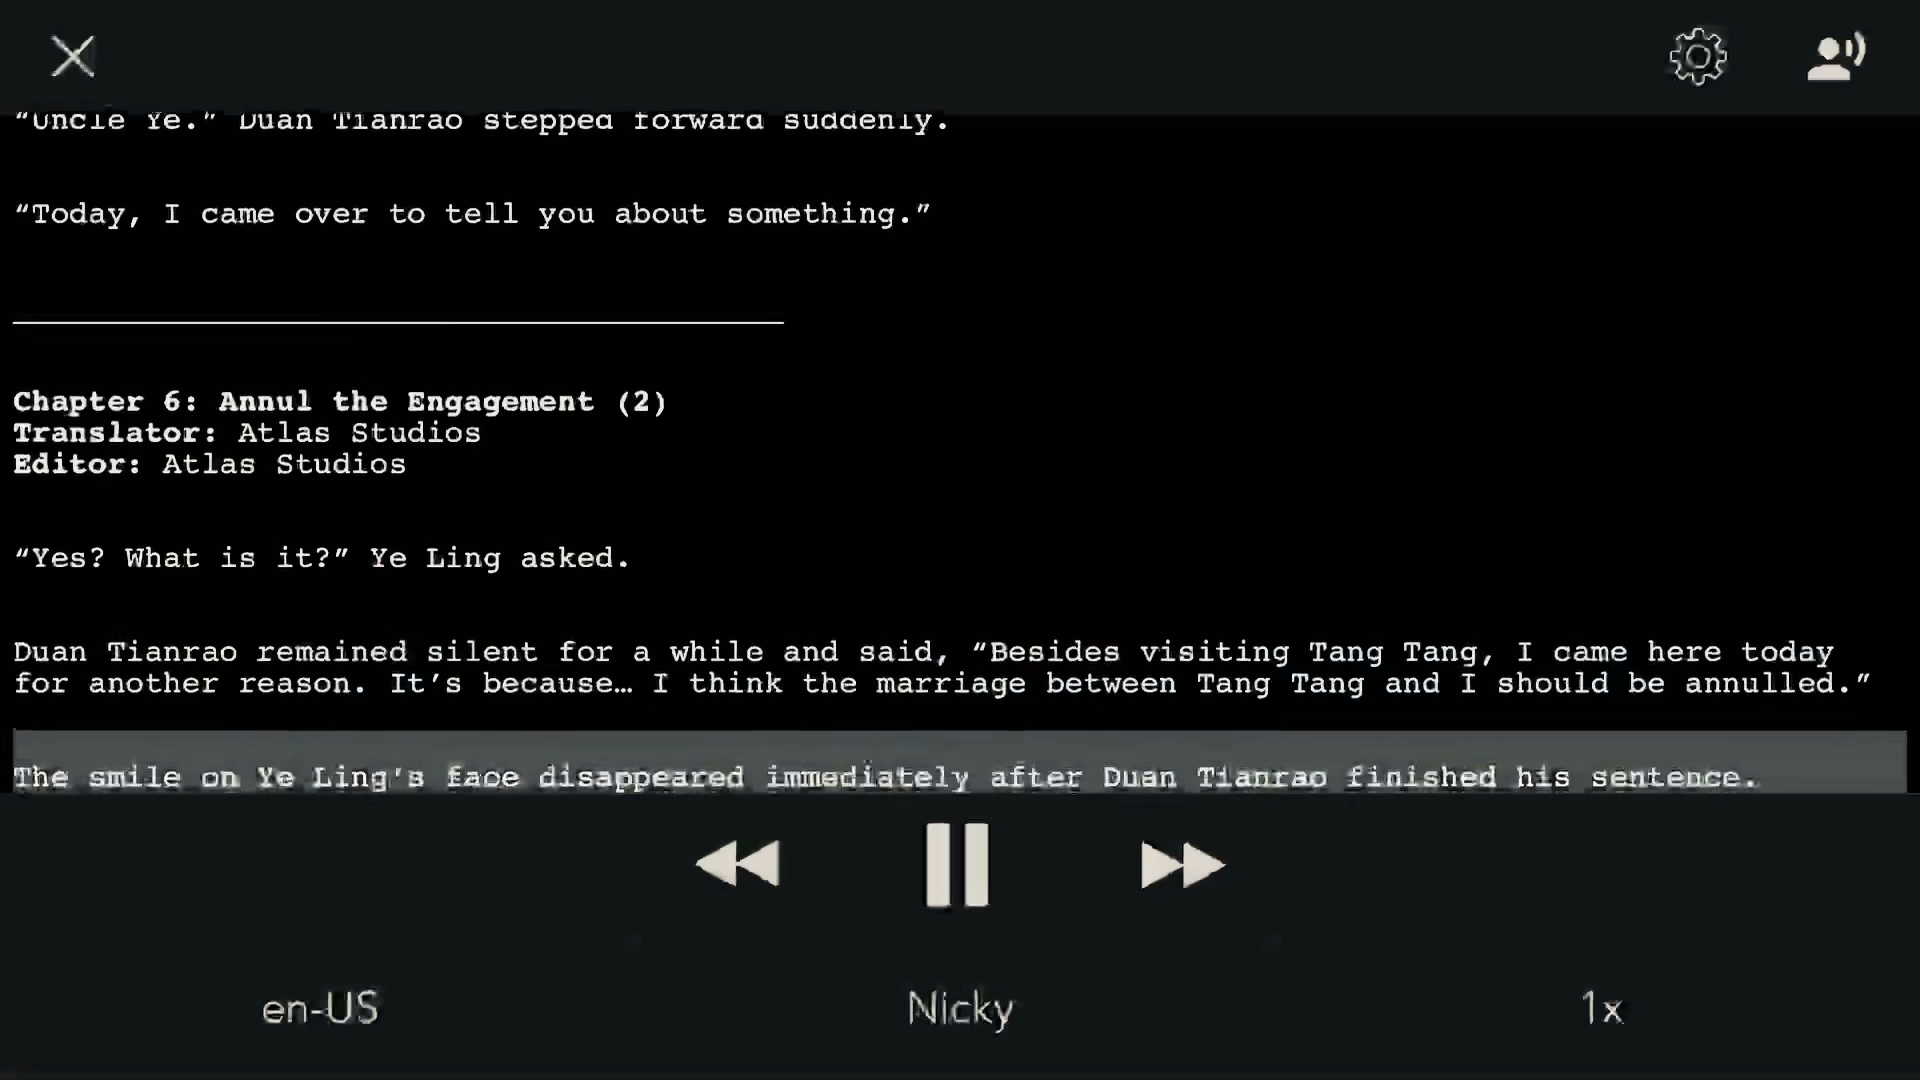 “Uncle Ye.” Duan Tianrao stepped forward suddenly.
“Today, I came over to tell you about something.”
Chapter 6: Annul the Engagement (2)
Translator: Atlas Studios
Editor: Atlas Studios
“Yes? What is it?” Ye Ling asked.
Duan Tianrao remained silent for a while and said, “Besides visiting Tang Tang, I came here today
for another reason. It’s because… I think the marriage between Tang Tang and I should be annulled.”
The smile on Ye Ling’s face disappeared immediately after Duan Tianrao finished his sentence.
en-US
Nicky
1x